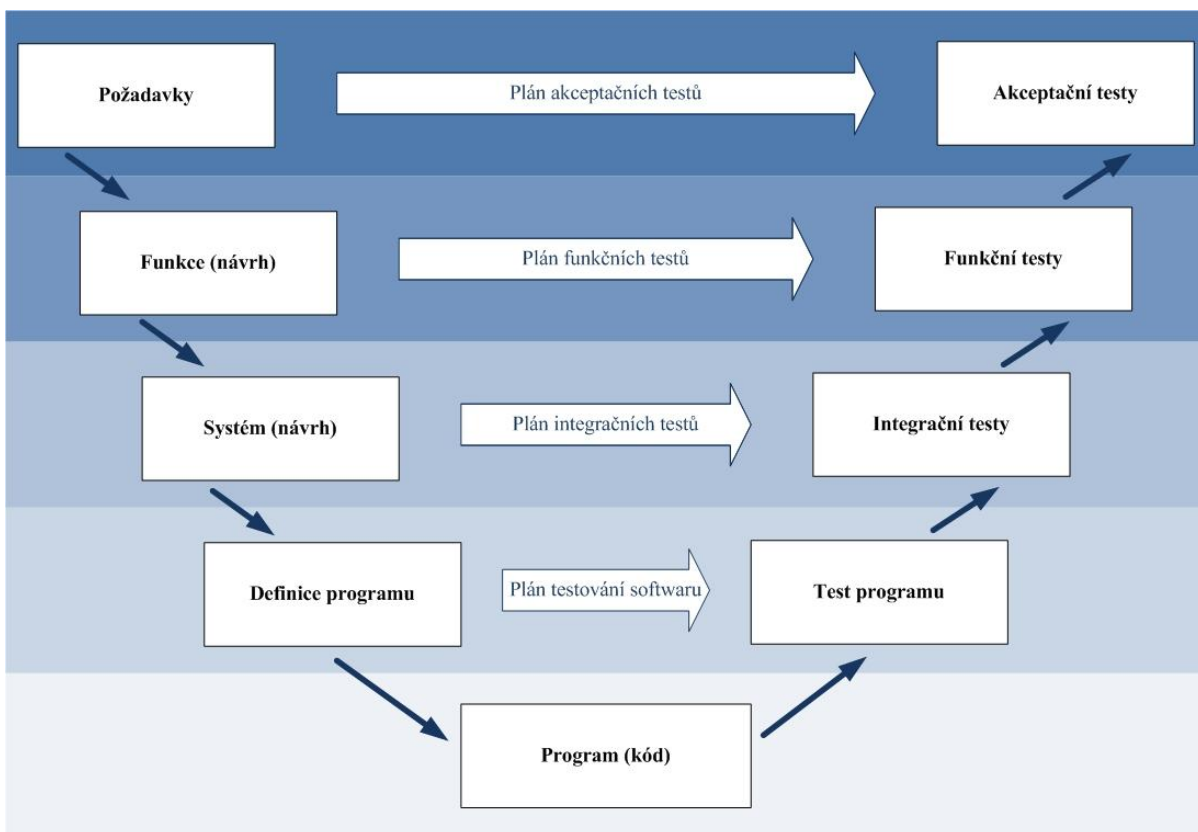 Požadavky
Plán akceptačních testů
Akceptační testy
Funkce (návrh)
Plán funkčních testů
Funkční testy
Systém (návrh)
Plán integračních testů
Integrační testy
Definice programu
Plán testování softwaru
Test programu
Program (kód)